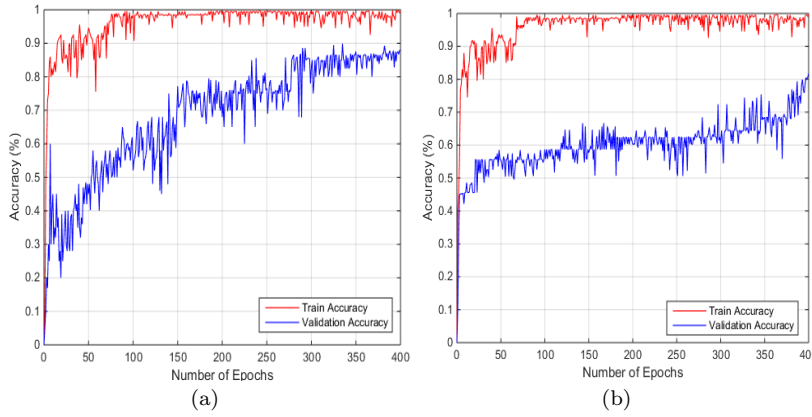 1
0.9
0.8
0.7
0.6
0.5
0.4
0.3
0.2
0.1
0
Accuracy (%)
0 50 100 150 200 250 300 350 400
Number of Epochs
Train Accuracy
Validation Accuracy
(a)
1
0.9
0.8
0.7
0.6
0.5
0.4
0.3
0.2
0.1
0
Accuracy (%)
0 50 100 150 200 250 300 350 40
Number of Epochs
Train Accuracy
Validation Accuracy
(b)